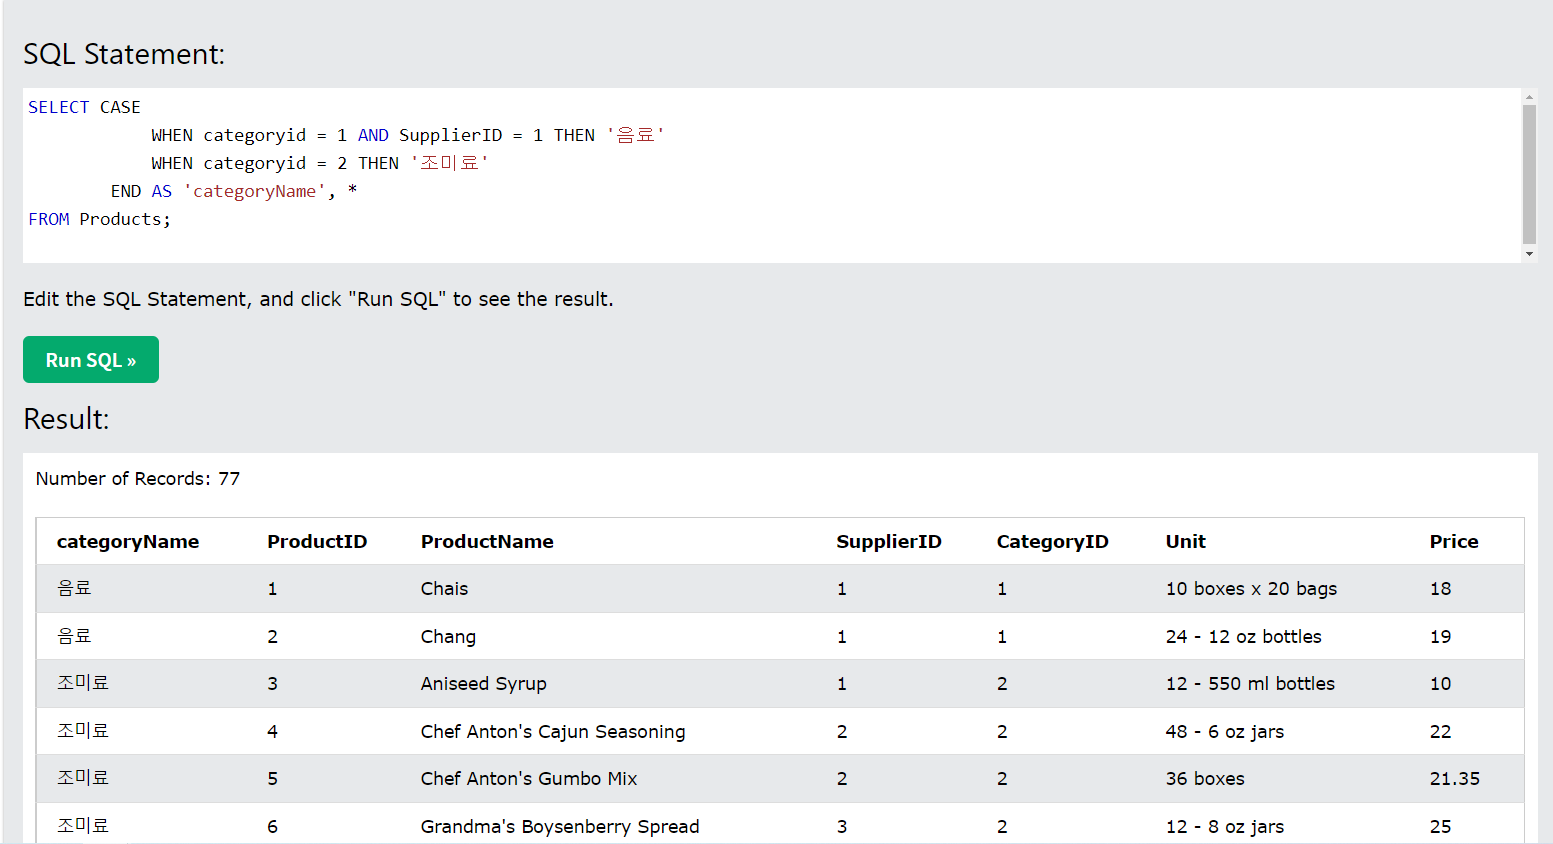 SQL Statement:
SELECT CASE
WHEN categoryid = 1 AND SupplierID = 1 THEN '음료'
WHEN categoryid = 2 THEN '조미료'
END AS 'categoryName', *
FROM Products;
Edit the SQL Statement, and click "Run SQL" to see the result.
Run SQL »
Result:
Number of Records: 77
categoryName ProductID ProductName SupplierID CategoryID Unit Price
음료 1 Chais 1 1 10 boxes x 20 bags 18
음료 2 Chang 1 1 24 - 12 oz bottles 19
조미료 3 Aniseed Syrup 1 2 12 - 550 ml bottles 10
조미료 4 Chef Anton's Cajun Seasoning 2 2 48 - 6 oz jars 22
조미료 5 Chef Anton's Gumbo Mix 2 2 36 boxes 21.35
조미료 6 Grandma's Boysenberry Spread 3 2 12 - 8 oz jars 25